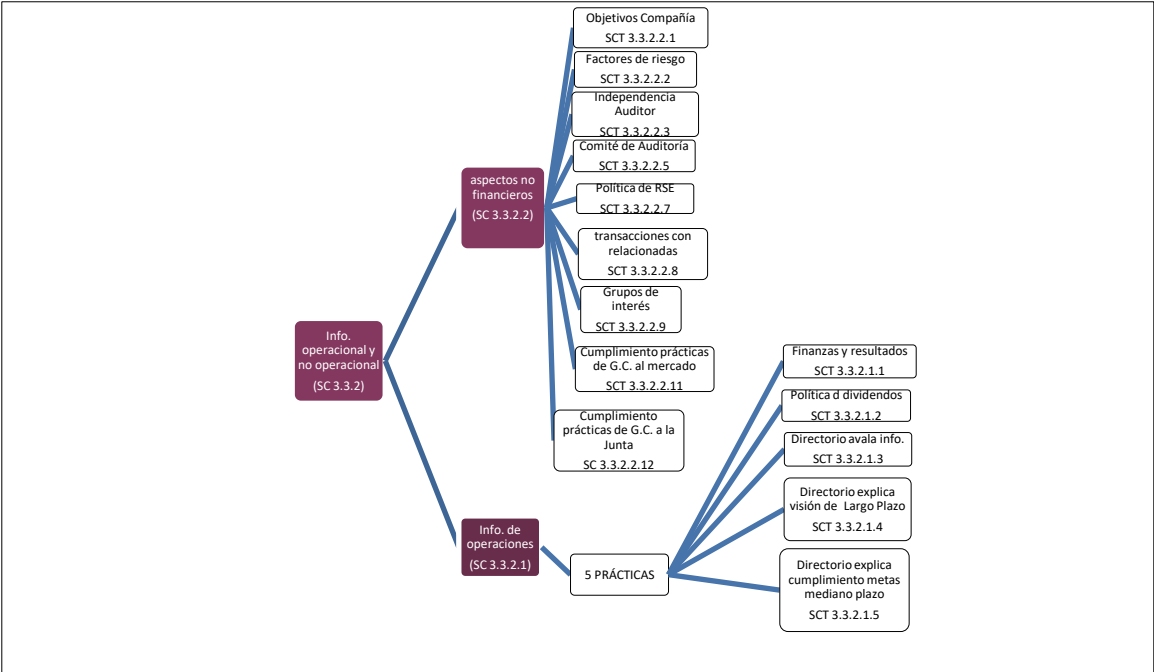 Objetivos Compañía
SCT 3.3.2.2.1
Factores de riesgo
SCT 3.3.2.2.2
Independencia
Auditor
SCT 3.3.2.2.3
Comité de Auditoría
SCT 3.3.2.2.5
Política de RSE
SCT 3.3.2.2.7
transacciones con
relacionadas
SCT 3.3.2.2.8
Grupos de
interés
SCT 3.3.2.2.9
Cumplimiento prácticas
de G.C. al mercado
SCT 3.3.2.2.11
Cumplimiento
prácticas de G.C. a la
Junta
SC 3.3.2.2.12
aspectos no
financieros
(SC 3.3.2.2)
Info.
operacional y
no operacional
(SC 3.3.2)
Info. de
operaciones
(SC 3.3.2.1)
5 PRÁCTICAS
Finanzas y resultados
SCT 3.3.2.1.1
Política d dividendos
SCT 3.3.2.1.2
Directorio avala info.
SCT 3.3.2.1.3
Directorio explica
visión de Largo Plazo
SCT 3.3.2.1.4
Directorio explica
cumplimiento metas
mediano plazo
SCT 3.3.2.1.5